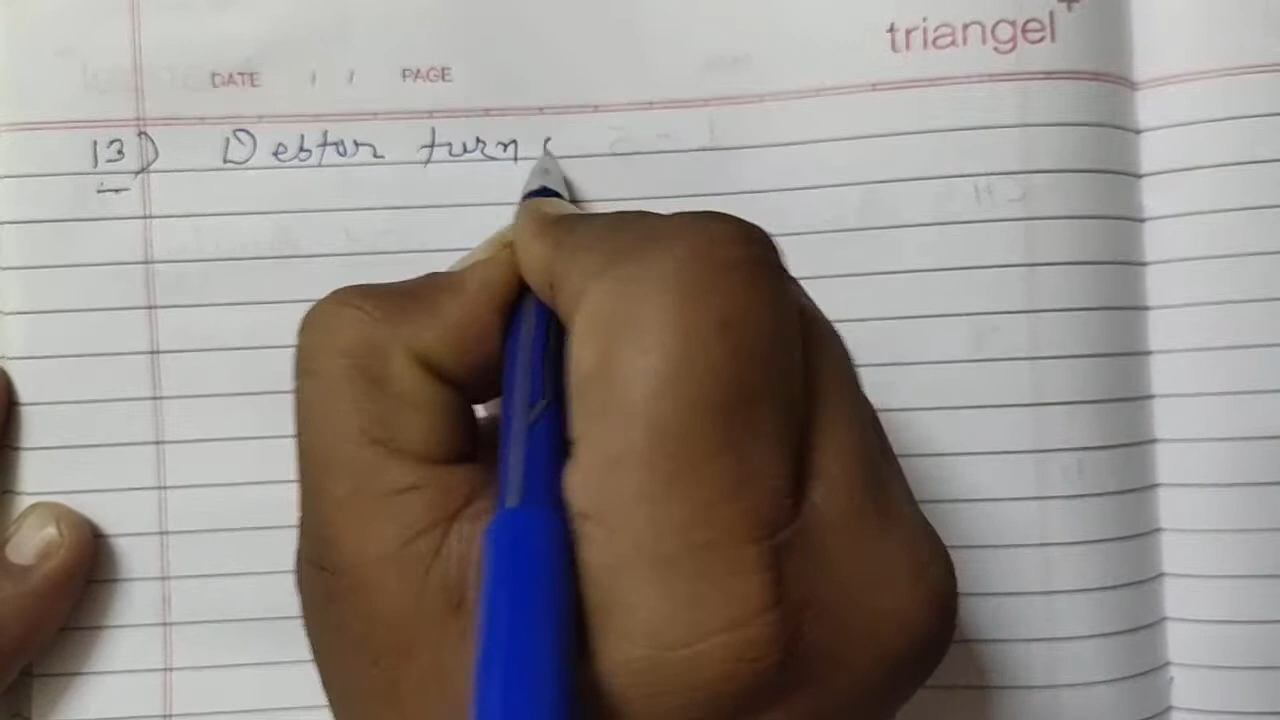 triangel+
DATE / / PAGE
13) Debtor turn